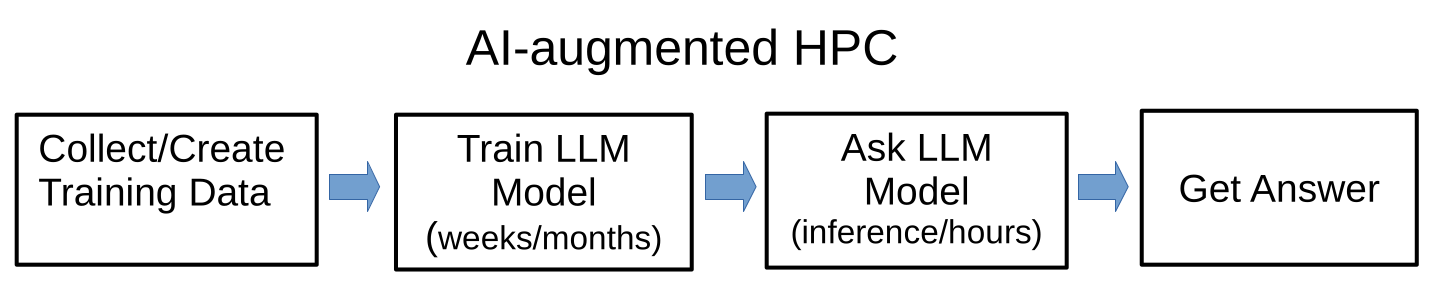 AI-augmented HPC
Collect/Create
Training Data
Train LLM
Model
(weeks/months)
Ask LLM
Model
(inference/hours)
Get Answer